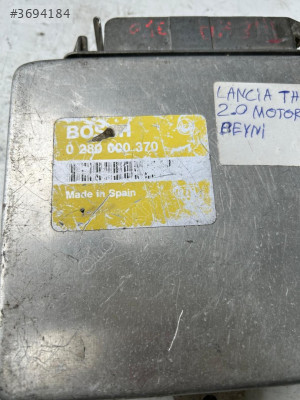 #3694184
LANCIA TH
2.0 MOTOR
BEYNİ
BOSCH
0 280 000 370
Made in Spain